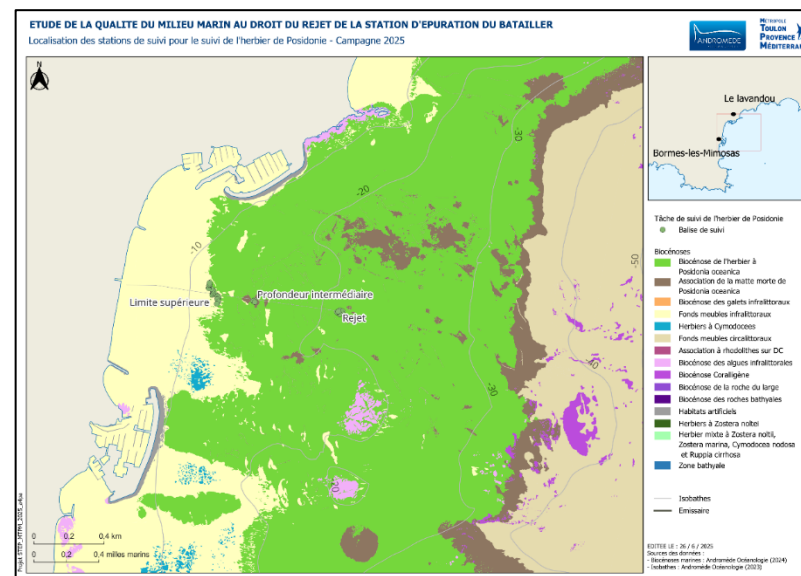 ETUDE DE LA QUALITE DU MILIEU MARIN AU DROIT DU REJET DE LA STATION D'EPURATION DU BATAILLER
Localisation des stations de suivi pour le suivi de l'herbier de Posidonie - Campagne 2025
ANDROMEDE
MÉTROPOLE
TOULON
PROVENCE
MÉDITERRA
N
Le lavandou
Bormes-les-Mimosas
-10
-20
-30
-50
-40
-30
-20
Limite supérieure
Profondeur intermédiaire
Rejet
Tâche de suivi de l'herbier de Posidonie
Balise de suivi
Biocénoses
Biocénose de l'herbier à
Posidonia oceanica
Association de la matte morte de
Posidonia oceanica
Biocénose des galets infralittoraux
Fonds meubles infralittoraux
Herbiers à Cymodocees
Fonds meubles circalittoraux
Association à rhodolithes sur DC
Biocénose des algues infralittorales
Biocénose Coralligène
Biocénose de la roche du large
Biocénose des roches bathyales
Habitats artificiels
Herbiers à Zostera noltei
Herbier mixte à Zostera noltii,
Zostera marina, Cymodocea nodosa
et Ruppia cirrhosa
Zone bathyale
Isobathes
Emissaire
0 0,2 0,4 km
0 0,2 0,4 milles marins
EDITEE LE : 26 / 6 / 2025
Sources des données :
- Biocénoses marines : Andromède Océanologie (2024)
- Isobathes : Andromède Océanologie (2023)